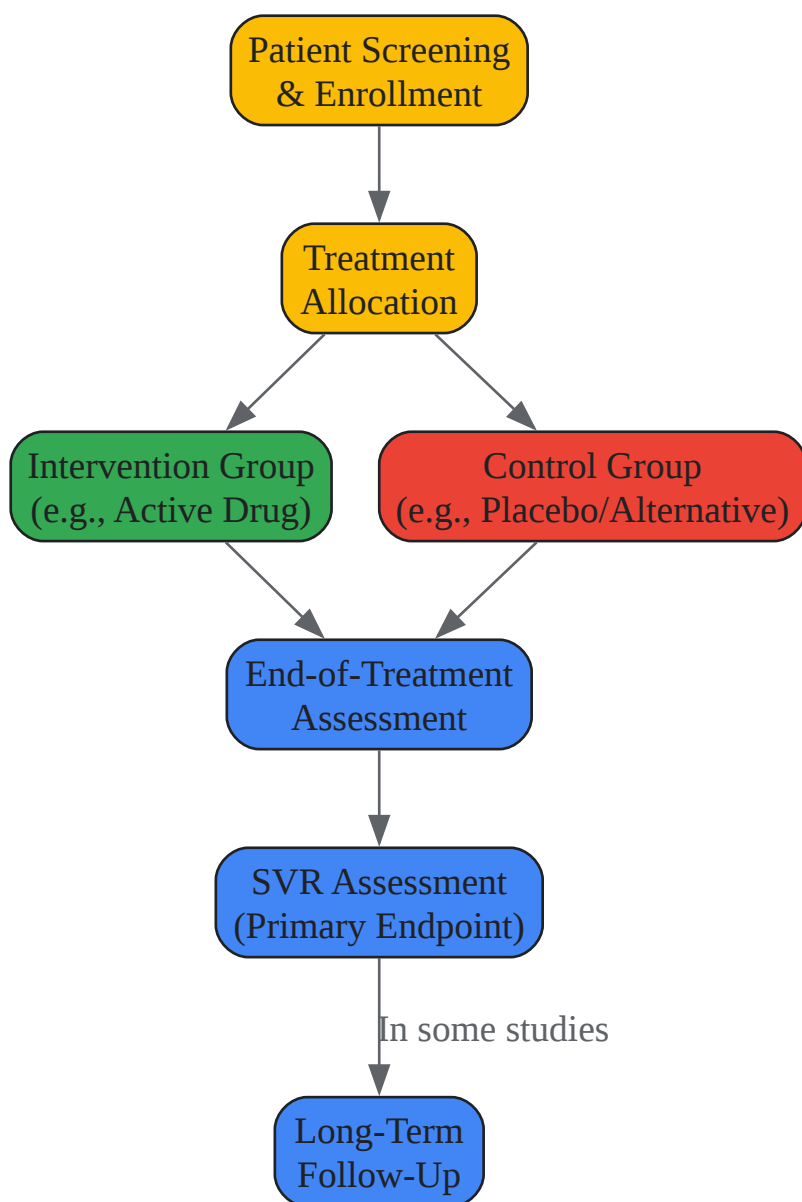 Patient Screening
& Enrollment
Treatment
Allocation
Intervention Group
(e.g., Active Drug)
Control Group
(e.g., Placebo/Alternative)
End-of-Treatment
Assessment
SVR Assessment
(Primary Endpoint)
In some studies
Long-Term
Follow-Up